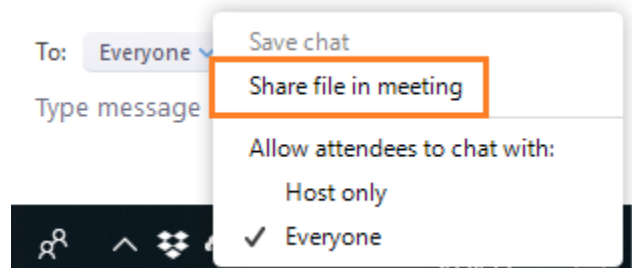 To: Everyone
Type message
Save chat
Share file in meeting
Allow attendees to chat with:
Host only
Everyone